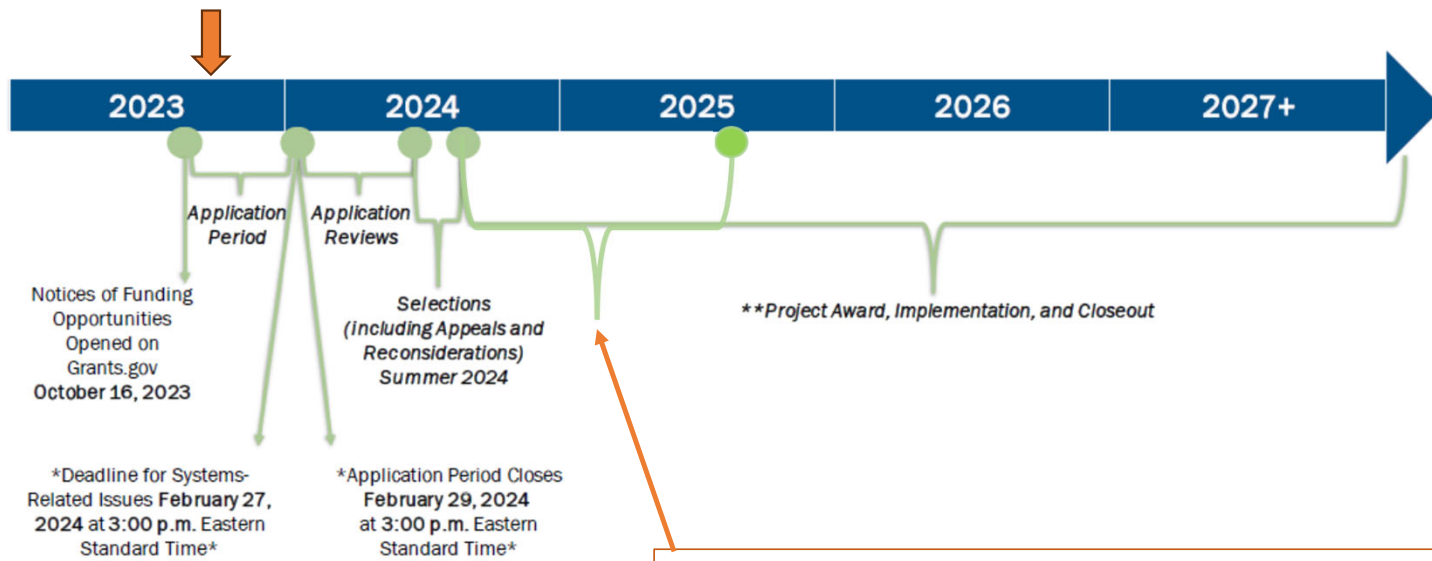 2023
2024
2025
2026
2027+
Application
Period
Application
Reviews
Notices of Funding
Opportunities
Opened on
Grants.gov
October 16, 2023
Selections
(including Appeals and
Reconsiderations)
Summer 2024
**Project Award, Implementation, and Closeout
*Deadline for Systems-
Related Issues February 27,
2024 at 3:00 p.m. Eastern
Standard Time*
*Application Period Closes
February 29, 2024
at 3:00 p.m. Eastern
Standard Time*